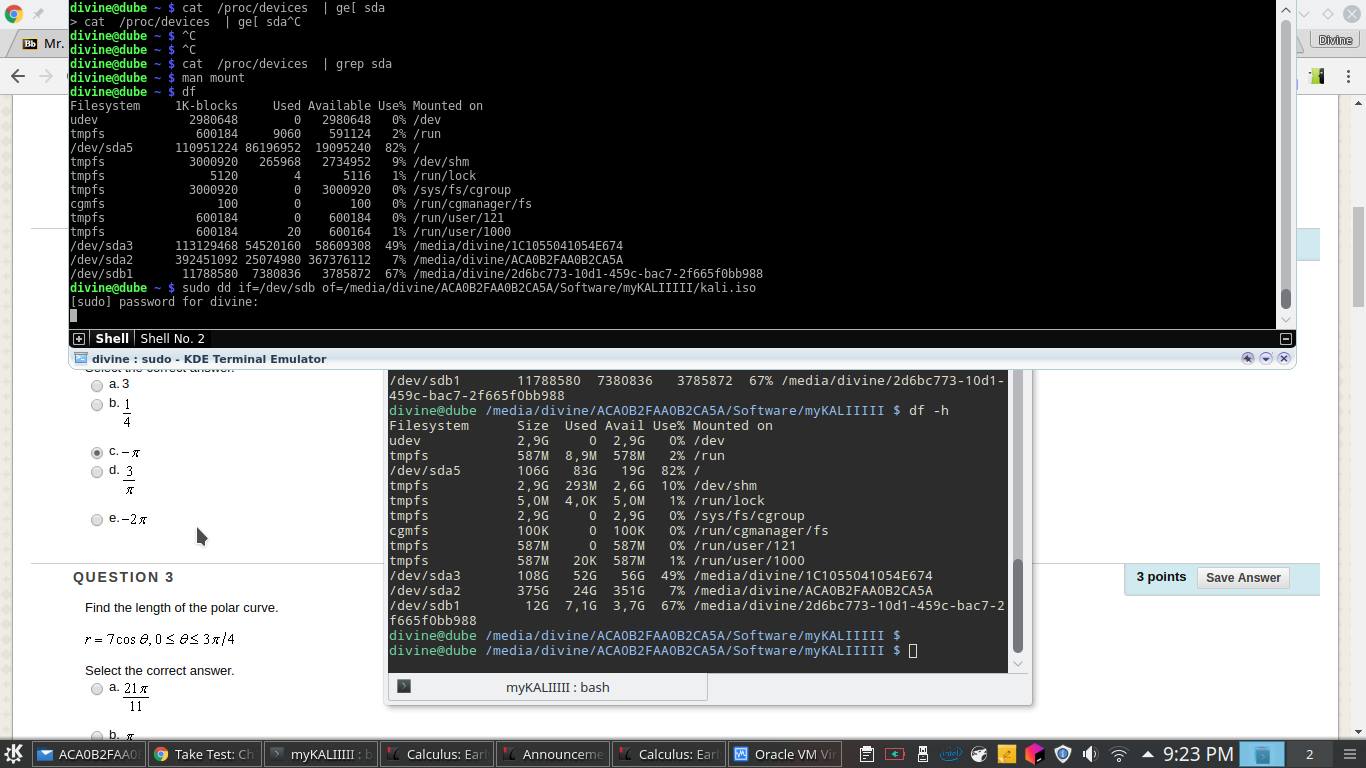 divine@dube ~ $ cat  /proc/devices  | ge[ sda
> cat  /proc/devices  | ge[ sda^C
divine@dube ~ $ ^C
divine@dube ~ $ ^C
divine@dube ~ $ cat  /proc/devices  | grep sda
divine@dube ~ $ man mount
divine@dube ~ $ df
Filesystem     1K-blocks     Used Available Use% Mounted on
udev             2980648        0   2980648   0% /dev
tmpfs             600184     9060    591124   2% /run
/dev/sda5      110951224 86196952  19095240  82% /
tmpfs            3000920   265968   2734952   9% /dev/shm
tmpfs               5120        4      5116   1% /run/lock
tmpfs            3000920        0   3000920   0% /sys/fs/cgroup
cgmfs                100        0       100   0% /run/cgmanager/fs
tmpfs             600184        0    600184   0% /run/user/121
tmpfs             600184       20    600164   1% /run/user/1000
/dev/sda3      113129468 54520160  58609308  49% /media/divine/1C1055041054E674
/dev/sda2      392451092 25074980 367376112   7% /media/divine/ACA0B2FAA0B2CA5A
/dev/sdb1       11788580  7380836   3785872  67% /media/divine/2d6bc773-10d1-459c-bac7-2f665f0bb988
divine@dube ~ $ sudo dd if=/dev/sdb of=/media/divine/ACA0B2FAA0B2CA5A/Software/myKALIIIII/kali.iso
[sudo] password for divine:
Bb Mr.
Divine
Shell Shell No. 2
divine : sudo - KDE Terminal Emulator
Select the correct answer.
a. 3
b. 1/4
c. -π
d. 3/π
e. -2π
/dev/sdb1       11788580  7380836   3785872  67% /media/divine/2d6bc773-10d1-
459c-bac7-2f665f0bb988
divine@dube /media/divine/ACA0B2FAA0B2CA5A/Software/myKALIIIII $ df -h
Filesystem      Size  Used Avail Use% Mounted on
udev            2,9G     0  2,9G   0% /dev
tmpfs           587M  8,9M  578M   2% /run
/dev/sda5       106G   83G   19G  82% /
tmpfs           2,9G  293M  2,6G  10% /dev/shm
tmpfs           5,0M  4,0K  5,0M   1% /run/lock
tmpfs           2,9G     0  2,9G   0% /sys/fs/cgroup
cgmfs           100K     0  100K   0% /run/cgmanager/fs
tmpfs           587M     0  587M   0% /run/user/121
tmpfs           587M   20K  587M   1% /run/user/1000
/dev/sda3       108G   52G   56G  49% /media/divine/1C1055041054E674
/dev/sda2       375G   24G  351G   7% /media/divine/ACA0B2FAA0B2CA5A
/dev/sdb1        12G  7,1G  3,7G  67% /media/divine/2d6bc773-10d1-459c-bac7-2
f665f0bb988
divine@dube /media/divine/ACA0B2FAA0B2CA5A/Software/myKALIIIII $
divine@dube /media/divine/ACA0B2FAA0B2CA5A/Software/myKALIIIII $
myKALIIIII : bash
QUESTION 3
3 points Save Answer
Find the length of the polar curve.
r = 7 cos θ, 0 ≤ θ ≤ 3π/4
Select the correct answer.
a. 21π/11
b. π
ACA0B2FAA0 Take Test: Ch myKALIIIII : b Calculus: Earl Announceme Calculus: Earl Oracle VM Vir 9:23 PM 2